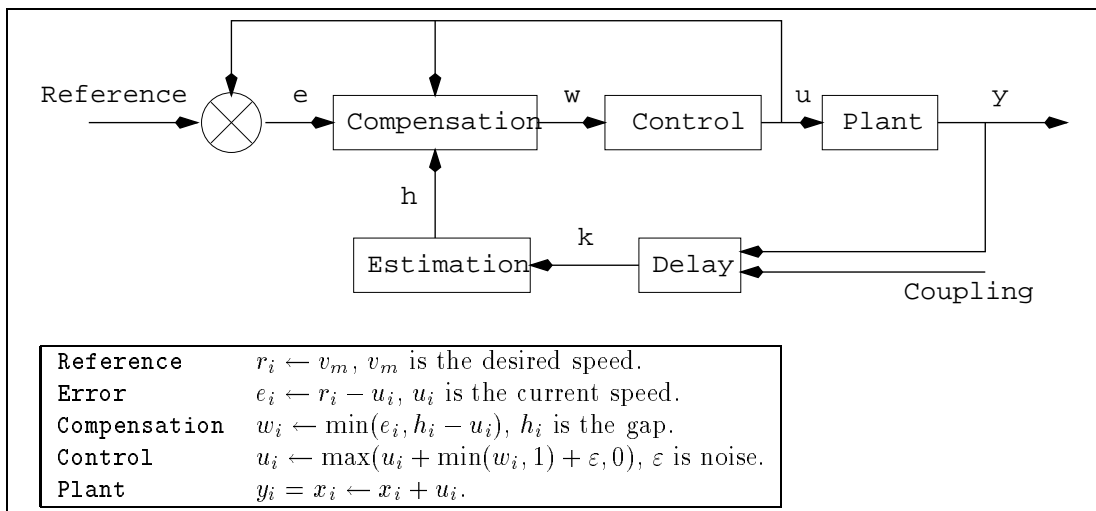 Reference e w u y
Compensation Control Plant
h
k
Estimation Delay
Coupling
Reference r_i ← v_m, v_m is the desired speed.
Error e_i ← r_i − u_i, u_i is the current speed.
Compensation w_i ← min(e_i, h_i − u_i), h_i is the gap.
Control u_i ← max(u_i + min(w_i, 1) + ε, 0), ε is noise.
Plant y_i = x_i ← x_i + u_i.